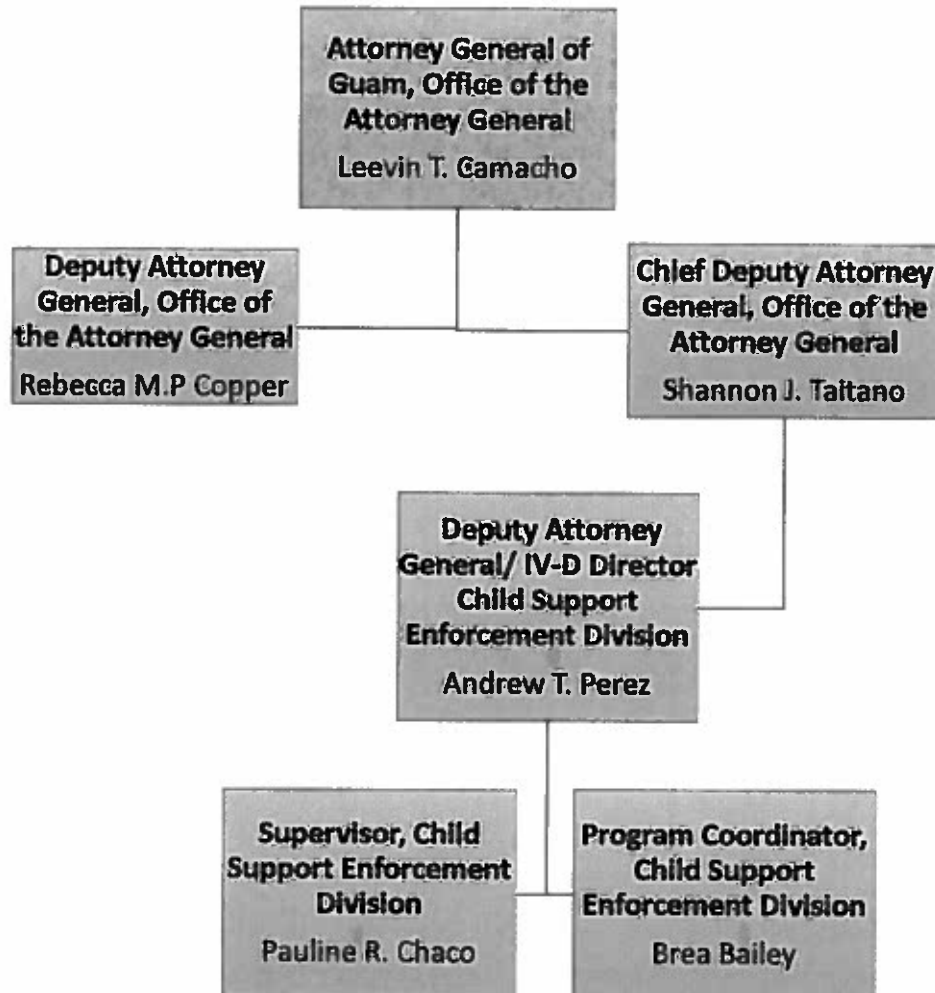 Attorney General of
Guam, Office of the
Attorney General
Leevin T. Camacho
Deputy Attorney
General, Office of
the Attorney General
Rebecca M.P Copper
Chief Deputy Attorney
General, Office of the
Attorney General
Shannon J. Taitano
Deputy Attorney
General/ IV-D Director
Child Support
Enforcement Division
Andrew T. Perez
Supervisor, Child
Support Enforcement
Division
Pauline R. Chaco
Program Coordinator,
Child Support
Enforcement Division
Brea Bailey